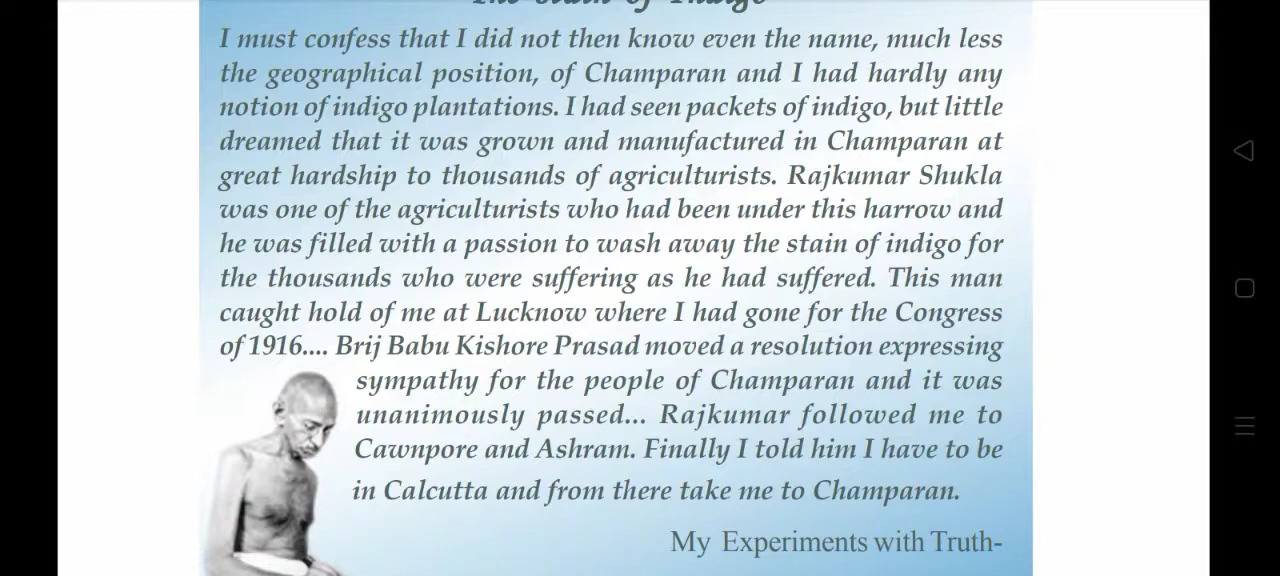 The Stain of Indigo
I must confess that I did not then know even the name, much less
the geographical position, of Champaran and I had hardly any
notion of indigo plantations. I had seen packets of indigo, but little
dreamed that it was grown and manufactured in Champaran at
great hardship to thousands of agriculturists. Rajkumar Shukla
was one of the agriculturists who had been under this harrow and
he was filled with a passion to wash away the stain of indigo for
the thousands who were suffering as he had suffered. This man
caught hold of me at Lucknow where I had gone for the Congress
of 1916.... Brij Babu Kishore Prasad moved a resolution expressing
sympathy for the people of Champaran and it was
unanimously passed... Rajkumar followed me to
Cawnpore and Ashram. Finally I told him I have to be
in Calcutta and from there take me to Champaran.
My Experiments with Truth-